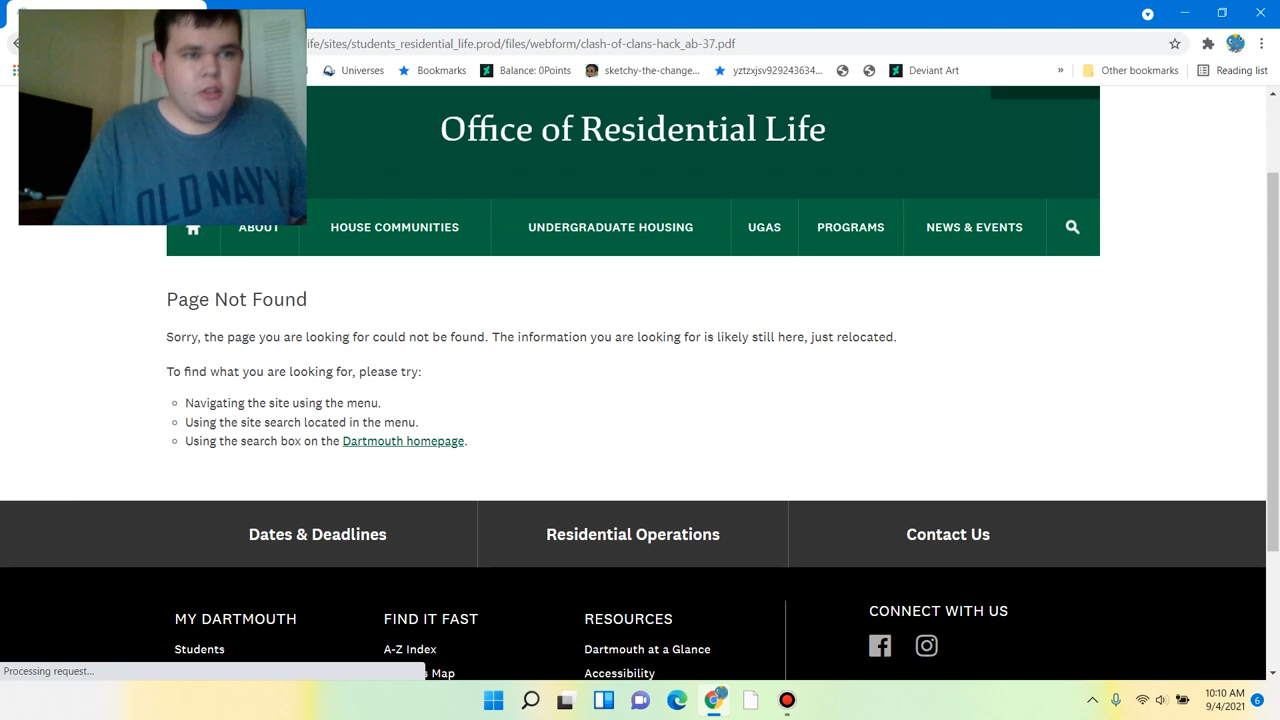 life/sites/students_residential_life.prod/files/webform/clash-of-clans-hack_ab-37.pdf
Universes Bookmarks Balance: 0Points sketchy-the-change... yztzxjsv929243634... Deviant Art » Other bookmarks Reading list
Office of Residential Life
OLD NAVY
ABOUT HOUSE COMMUNITIES UNDERGRADUATE HOUSING UGAS PROGRAMS NEWS & EVENTS
Page Not Found
Sorry, the page you are looking for could not be found. The information you are looking for is likely still here, just relocated.
To find what you are looking for, please try:
Navigating the site using the menu.
Using the site search located in the menu.
Using the search box on the Dartmouth homepage.
Dates & Deadlines Residential Operations Contact Us
MY DARTMOUTH FIND IT FAST RESOURCES CONNECT WITH US
Students A-Z Index Dartmouth at a Glance
Processing request... Map Accessibility
10:10 AM
9/4/2021 6